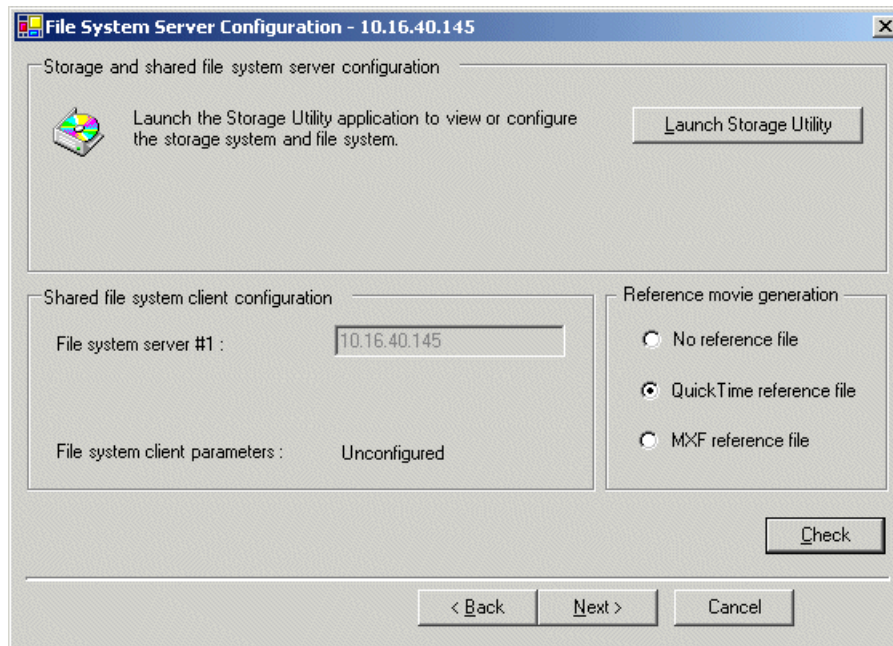 File System Server Configuration - 10.16.40.145
Storage and shared file system server configuration
Launch the Storage Utility application to view or configure
the storage system and file system.
Launch Storage Utility
Shared file system client configuration
File system server #1 :
10.16.40.145
File system client parameters :
Unconfigured
Reference movie generation
No reference file
QuickTime reference file
MXF reference file
Check
< Back
Next >
Cancel